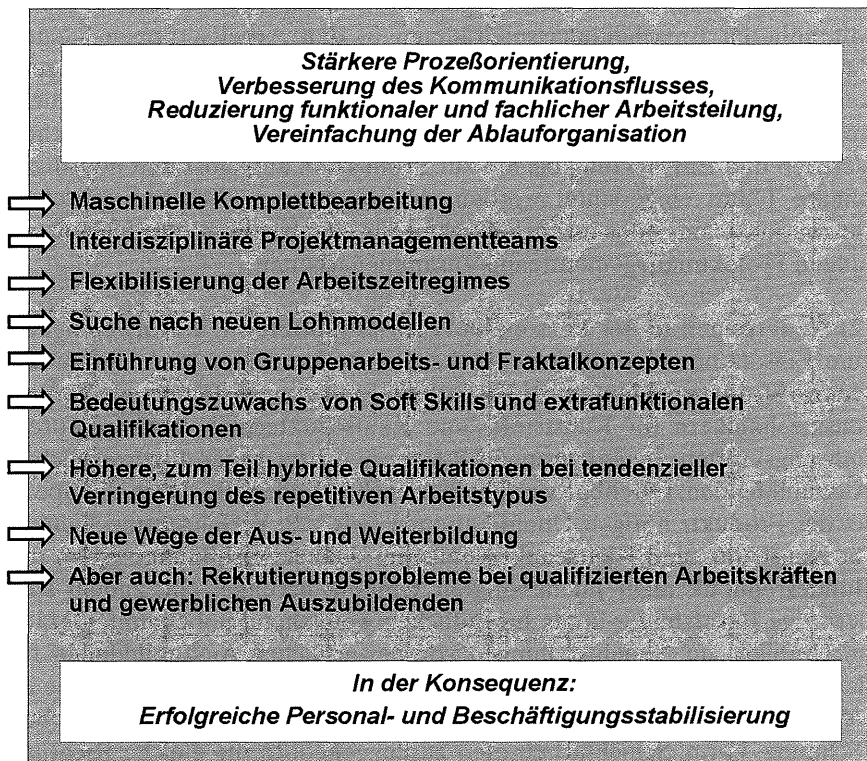 Stärkere Prozeßorientierung,
Verbesserung des Kommunikationsflusses,
Reduzierung funktionaler und fachlicher Arbeitsteilung,
Vereinfachung der Ablauforganisation
Maschinelle Komplettbearbeitung
Interdisziplinäre Projektmanagementteams
Flexibilisierung der Arbeitszeitregimes
Suche nach neuen Lohnmodellen
Einführung von Gruppenarbeits- und Fraktalkonzepten
Bedeutungszuwachs von Soft Skills und extrafunktionalen
Qualifikationen
Höhere, zum Teil hybride Qualifikationen bei tendenzieller
Verringerung des repetitiven Arbeitstypus
Neue Wege der Aus- und Weiterbildung
Aber auch: Rekrutierungsprobleme bei qualifizierten Arbeitskräften
und gewerblichen Auszubildenden
In der Konsequenz:
Erfolgreiche Personal- und Beschäftigungsstabilisierung